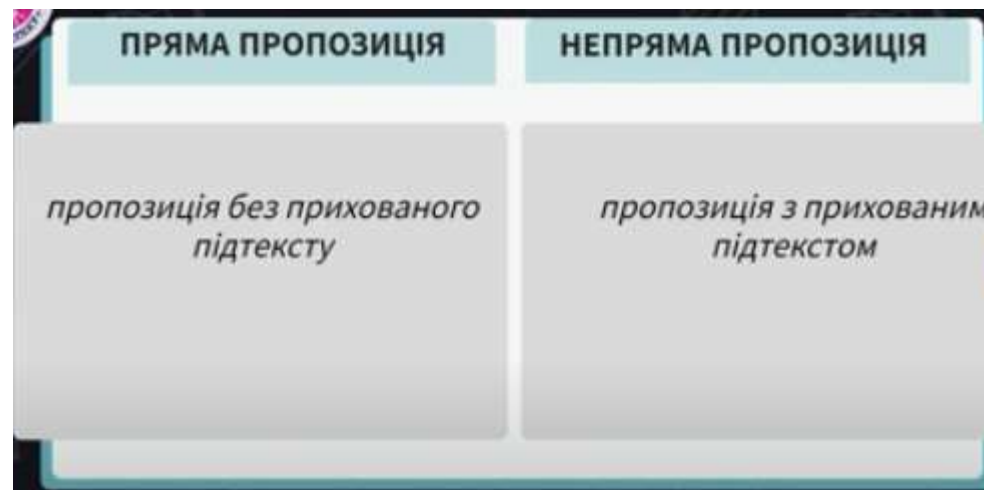 ПРЯМА ПРОПОЗИЦІЯ
НЕПРЯМА ПРОПОЗИЦІЯ
пропозиція без прихованого
підтексту
пропозиція з прихованим
підтекстом